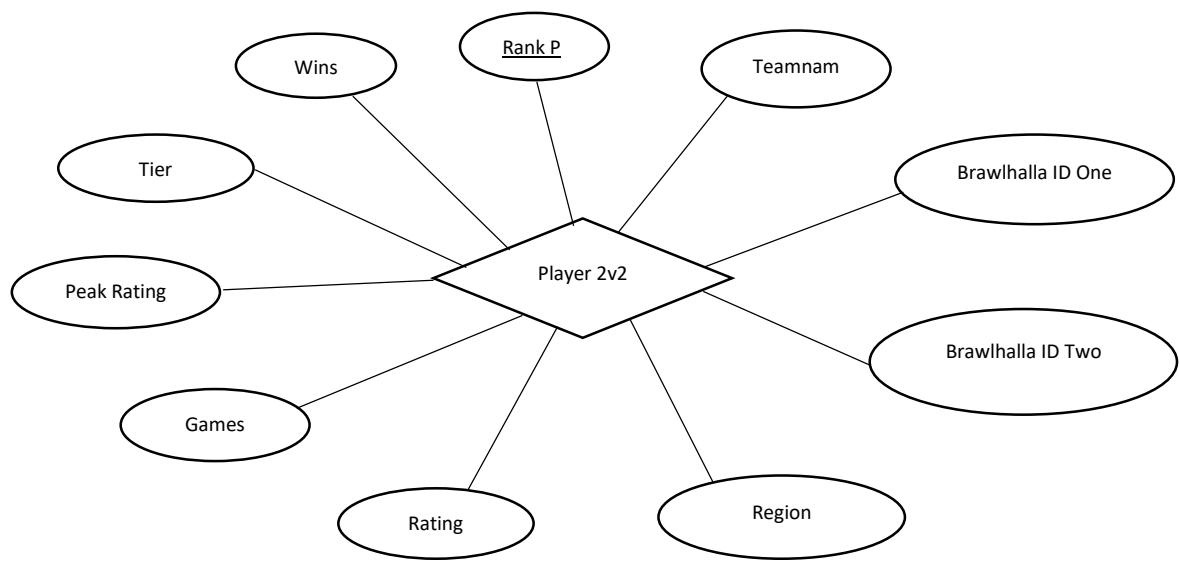 Rank P
Wins
Teamnam
Tier
Brawlhalla ID One
Player 2v2
Peak Rating
Brawlhalla ID Two
Games
Rating
Region